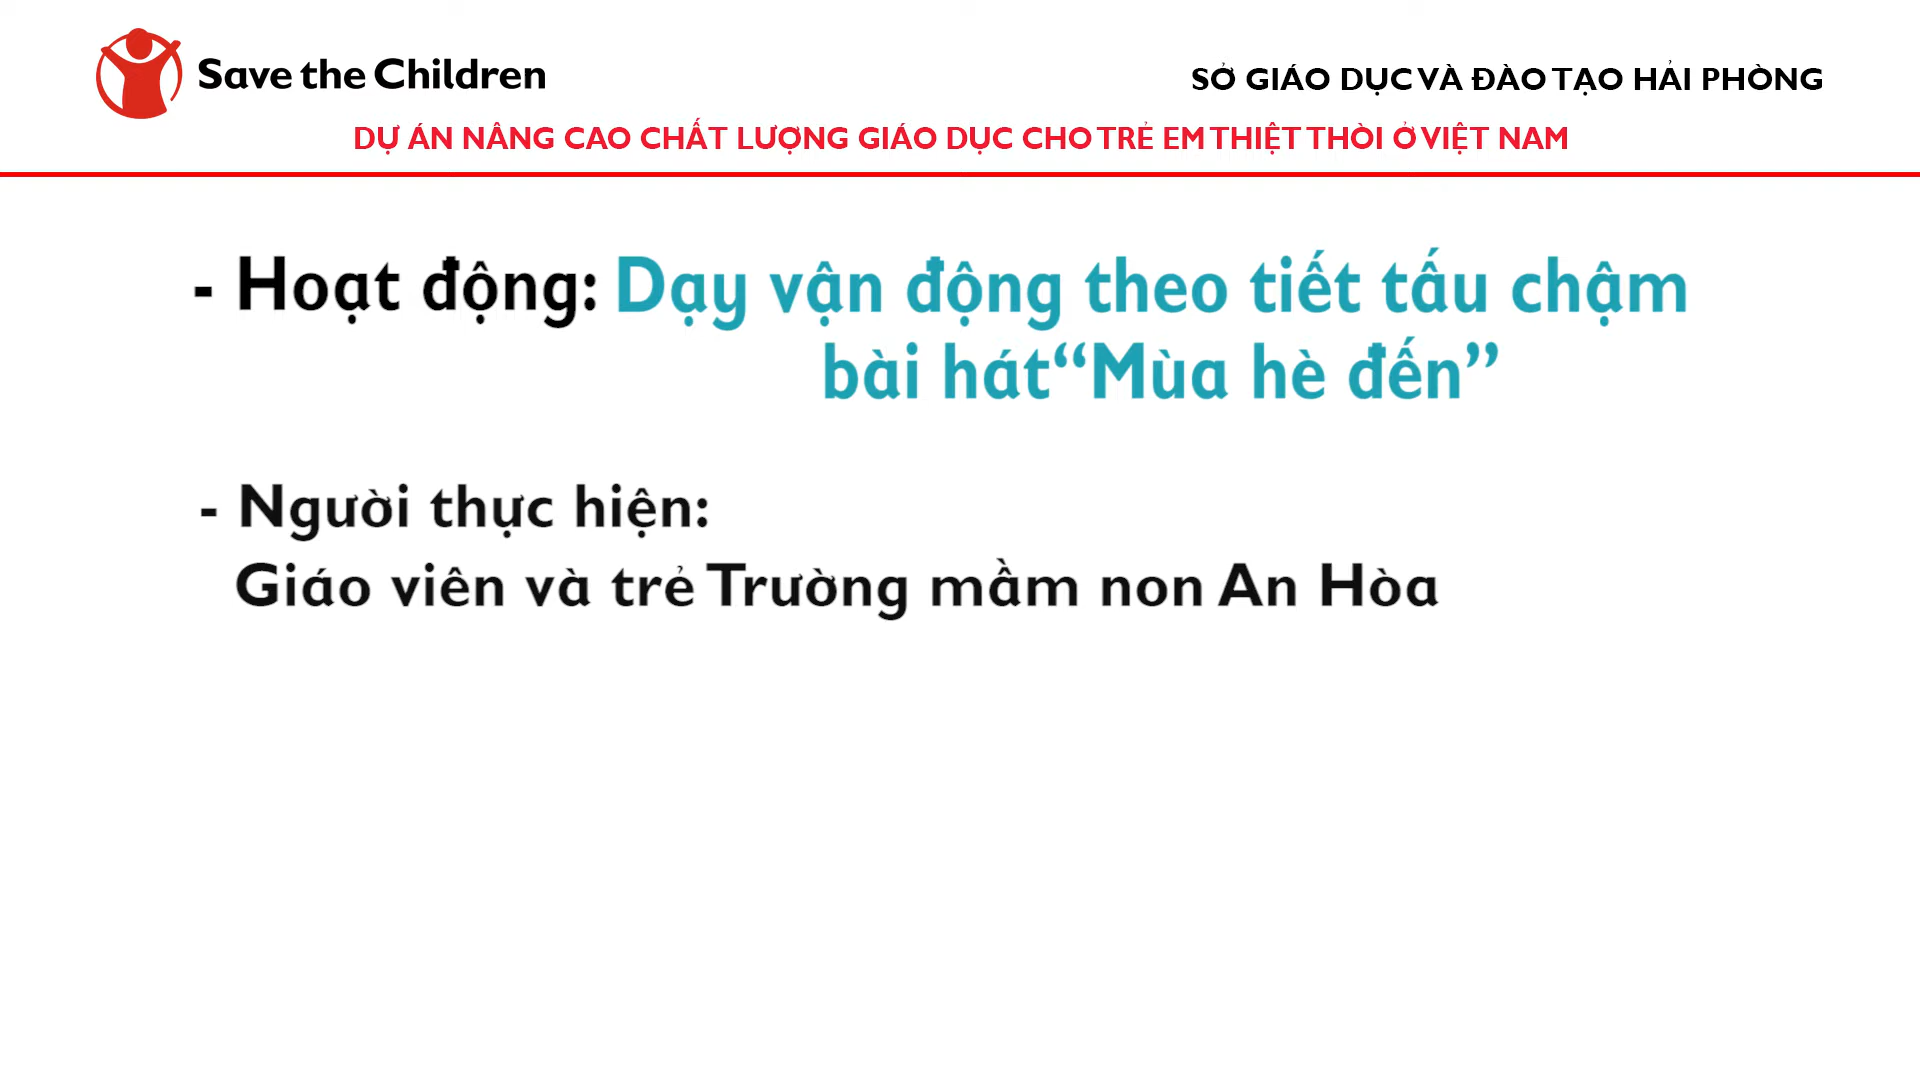 Save the Children
SỞ GIÁO DỤC VÀ ĐÀO TẠO HẢI PHÒNG
DỰ ÁN NÂNG CAO CHẤT LƯỢNG GIÁO DỤC CHO TRẺ EM THIỆT THÒI Ở VIỆT NAM
- Hoạt động: Dạy vận động theo tiết tấu chậm
bài hát “Mùa hè đến”
- Người thực hiện:
Giáo viên và trẻ Trường mầm non An Hòa